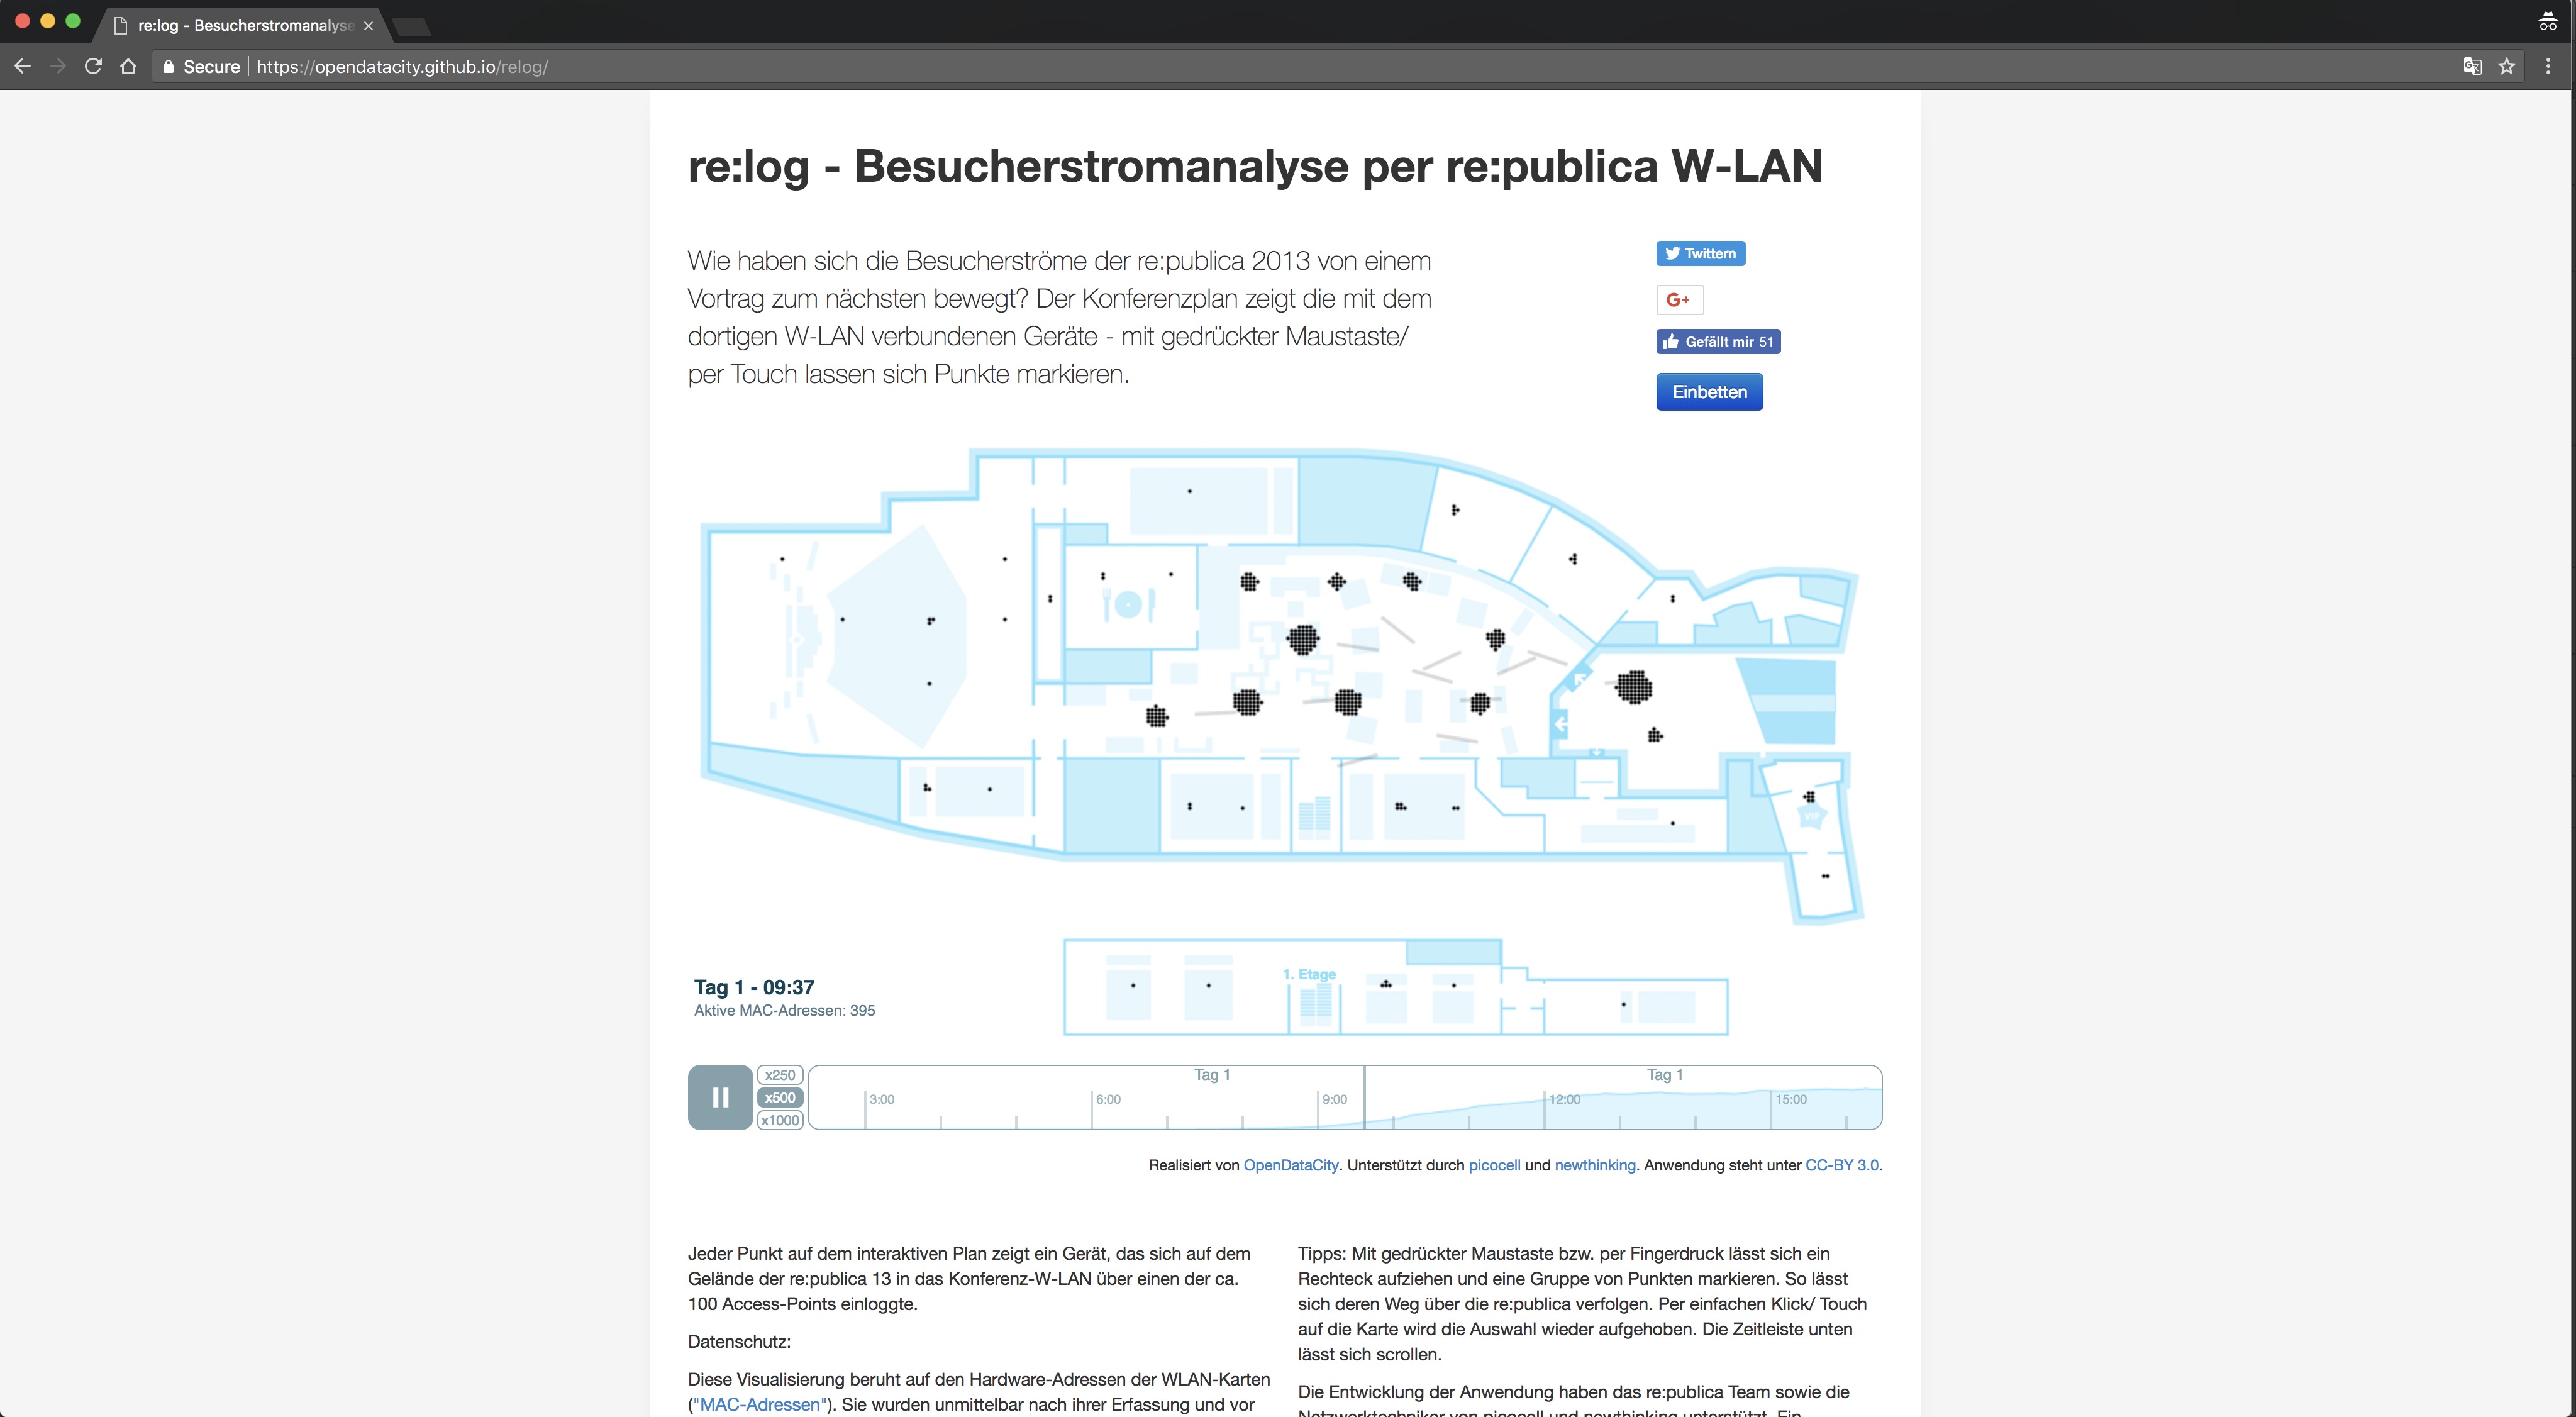 re:log - Besucherstromanalyse
Secure
https://opendatacity.github.io/relog/
re:log - Besucherstromanalyse per re:publica W-LAN
Wie haben sich die Besucherströme der re:publica 2013 von einem
Vortrag zum nächsten bewegt? Der Konferenzplan zeigt die mit dem
dortigen W-LAN verbundenen Geräte - mit gedrückter Maustaste/
per Touch lassen sich Punkte markieren.
Twittern
G+
Gefällt mir 51
Einbetten
VIP
1. Etage
Tag 1 - 09:37
Aktive MAC-Adressen: 395
x250
x500
x1000
Tag 1
Tag 1
3:00
6:00
9:00
12:00
15:00
Realisiert von OpenDataCity. Unterstützt durch picocell und newthinking. Anwendung steht unter CC-BY 3.0.
Jeder Punkt auf dem interaktiven Plan zeigt ein Gerät, das sich auf dem
Gelände der re:publica 13 in das Konferenz-W-LAN über einen der ca.
100 Access-Points einloggte.
Datenschutz:
Diese Visualisierung beruht auf den Hardware-Adressen der WLAN-Karten
("MAC-Adressen"). Sie wurden unmittelbar nach ihrer Erfassung und vor
Tipps: Mit gedrückter Maustaste bzw. per Fingerdruck lässt sich ein
Rechteck aufziehen und eine Gruppe von Punkten markieren. So lässt
sich deren Weg über die re:publica verfolgen. Per einfachen Klick/ Touch
auf die Karte wird die Auswahl wieder aufgehoben. Die Zeitleiste unten
lässt sich scrollen.
Die Entwicklung der Anwendung haben das re:publica Team sowie die
Netzwerktechniker von picocell und newthinking unterstützt. Ein